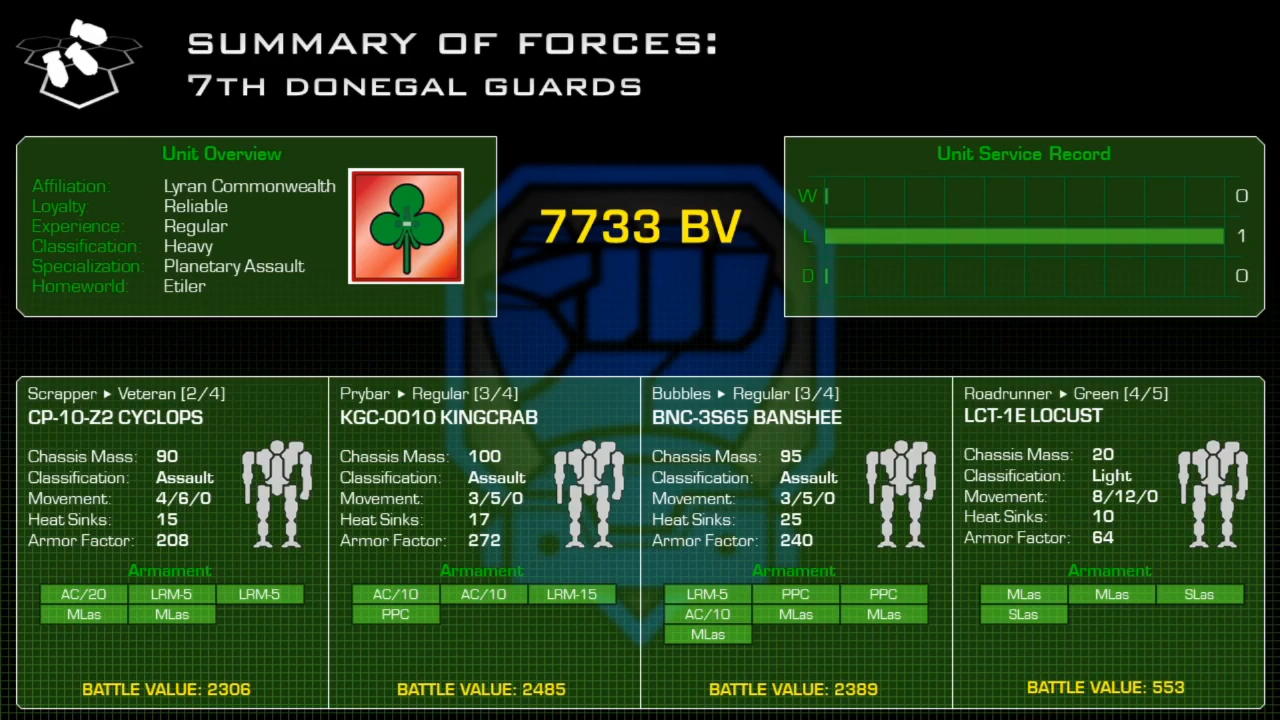 SUMMARY OF FORCES:
7TH DONEGAL GUARDS
Unit Overview
Affiliation: Lyran Commonwealth
Loyalty: Reliable
Experience: Regular
Classification: Heavy
Specialization: Planetary Assault
Homeworld: Etiler
7733 BV
Unit Service Record
W 0
L 1
D 0
Scrapper ▸ Veteran [2/4]
CP-10-Z2 CYCLOPS
Chassis Mass: 90
Classification: Assault
Movement: 4/6/0
Heat Sinks: 15
Armor Factor: 208
Armament
AC/20 LRM-5 LRM-5
MLas MLas
BATTLE VALUE: 2306
Prybar ▸ Regular [3/4]
KGC-0010 KINGCRAB
Chassis Mass: 100
Classification: Assault
Movement: 3/5/0
Heat Sinks: 17
Armor Factor: 272
Armament
AC/10 AC/10 LRM-15
PPC
BATTLE VALUE: 2485
Bubbles ▸ Regular [3/4]
BNC-3S65 BANSHEE
Chassis Mass: 95
Classification: Assault
Movement: 3/5/0
Heat Sinks: 25
Armor Factor: 240
Armament
LRM-5 PPC PPC
AC/10 MLas MLas
MLas
BATTLE VALUE: 2389
Roadrunner ▸ Green [4/5]
LCT-1E LOCUST
Chassis Mass: 20
Classification: Light
Movement: 8/12/0
Heat Sinks: 10
Armor Factor: 64
Armament
MLas MLas SLas
SLas
BATTLE VALUE: 553